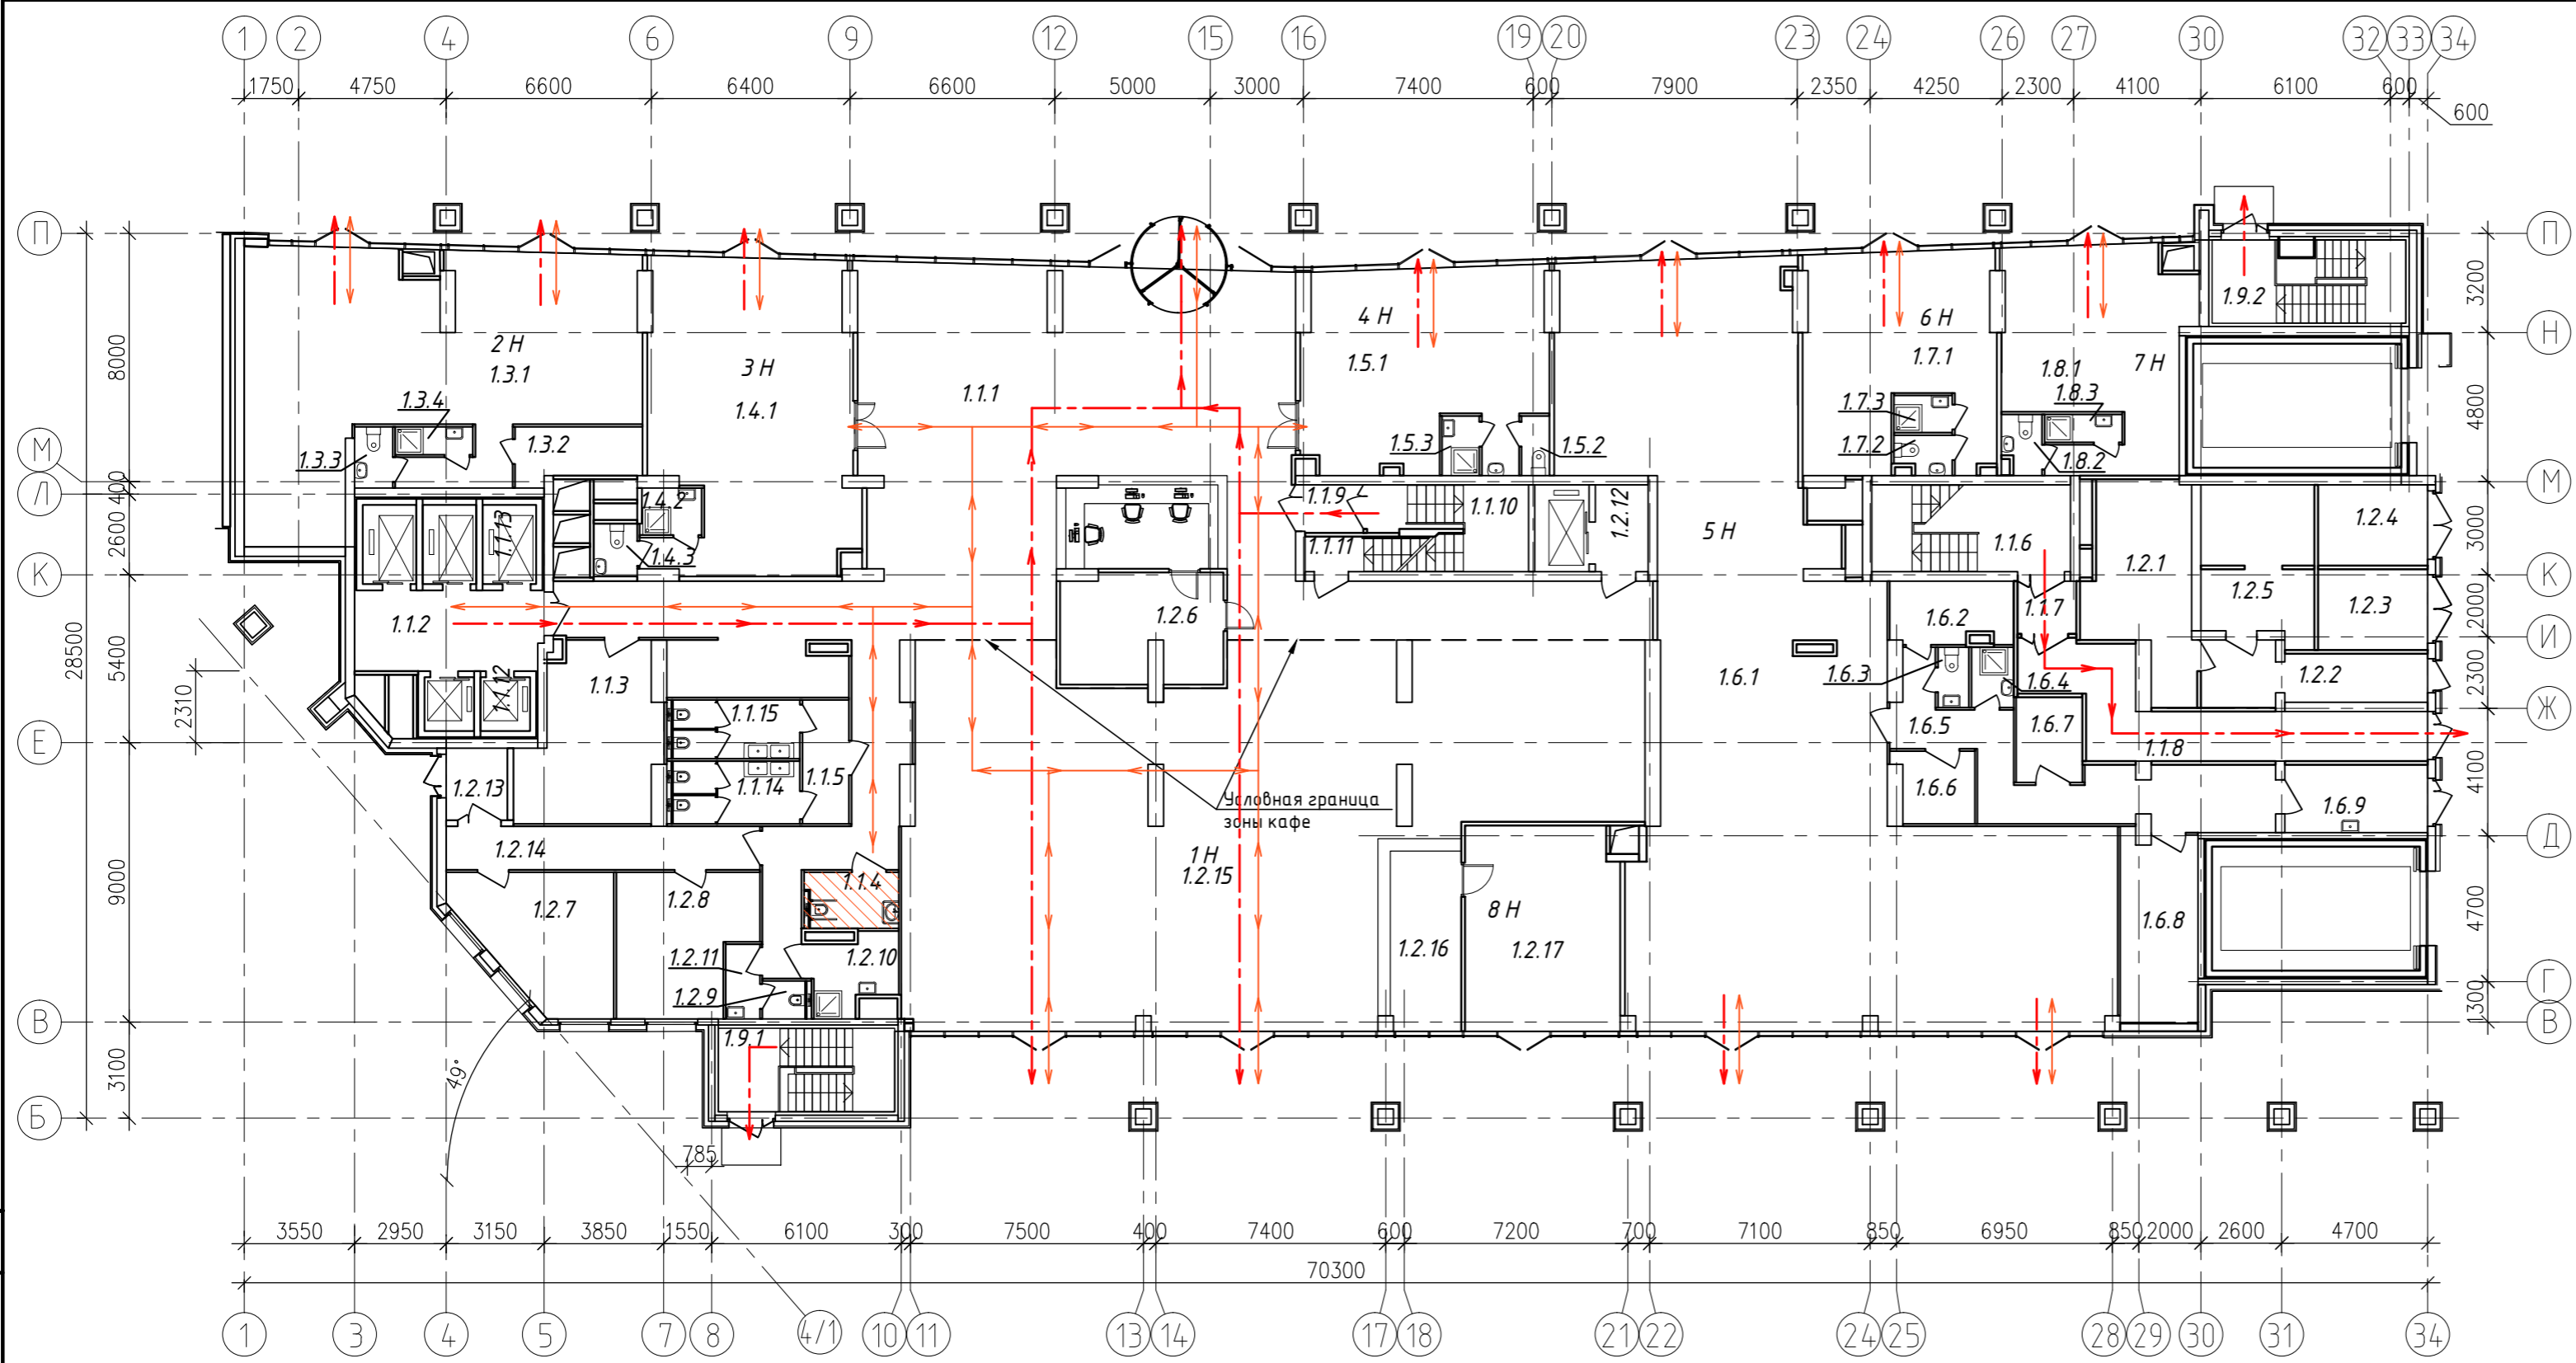 1 2 4 6 9 12 15 16 19 20 23 24 26 27 30 32 33 34
1750 4750 6600 6400 6600 5000 3000 7400 600 7900 2350 4250 2300 4100 6100 600
600
П П
3200
1.9.2
Н
4 Н 6 Н
2 Н 1.5.1 1.7.1 7 Н
8000 1.3.1 3 Н 1.8.1
1.1.1 4800
1.3.4 1.4.1 1.7.3 1.8.3
М 1.3.3 1.3.2 1.5.3 1.5.2 1.7.2 1.8.2
400 М
Л 1.4.2 1.1.9 1.1.10 1.2.12 1.2.4
2600 1.1.13 5 Н 3000
1.4.3 1.1.11 1.1.6 1.2.1
К К
1.2.5 1.2.3
1.1.2 1.2.6 1.6.2 1.1.7 2000
28500 5400 И
1.1.3 1.6.1 1.6.3 1.6.4 1.2.2
2310 1.1.12 2300
1.1.15 Ж
Е 1.6.5 1.6.7 1.1.8
1.2.13 1.1.14 1.1.5 1.6.6 4100
Условная граница
зоны кафе
1.6.9
1.2.14 Д
1 Н
1.2.15
9000 1.1.4
1.2.7 1.2.8 8 Н 1.6.8 4700
1.2.11 1.2.10 1.2.16 1.2.17
1.2.9 Г
1300
В В
1.9.1
3100 49°
Б
785
3550 2950 3150 3850 1550 6100 300 7500 400 7400 600 7200 700 7100 850 6950 850 2000 2600 4700
70300
1 3 4 5 7 8 4/1 10 11 13 14 17 18 21 22 24 25 28 29 30 31 34